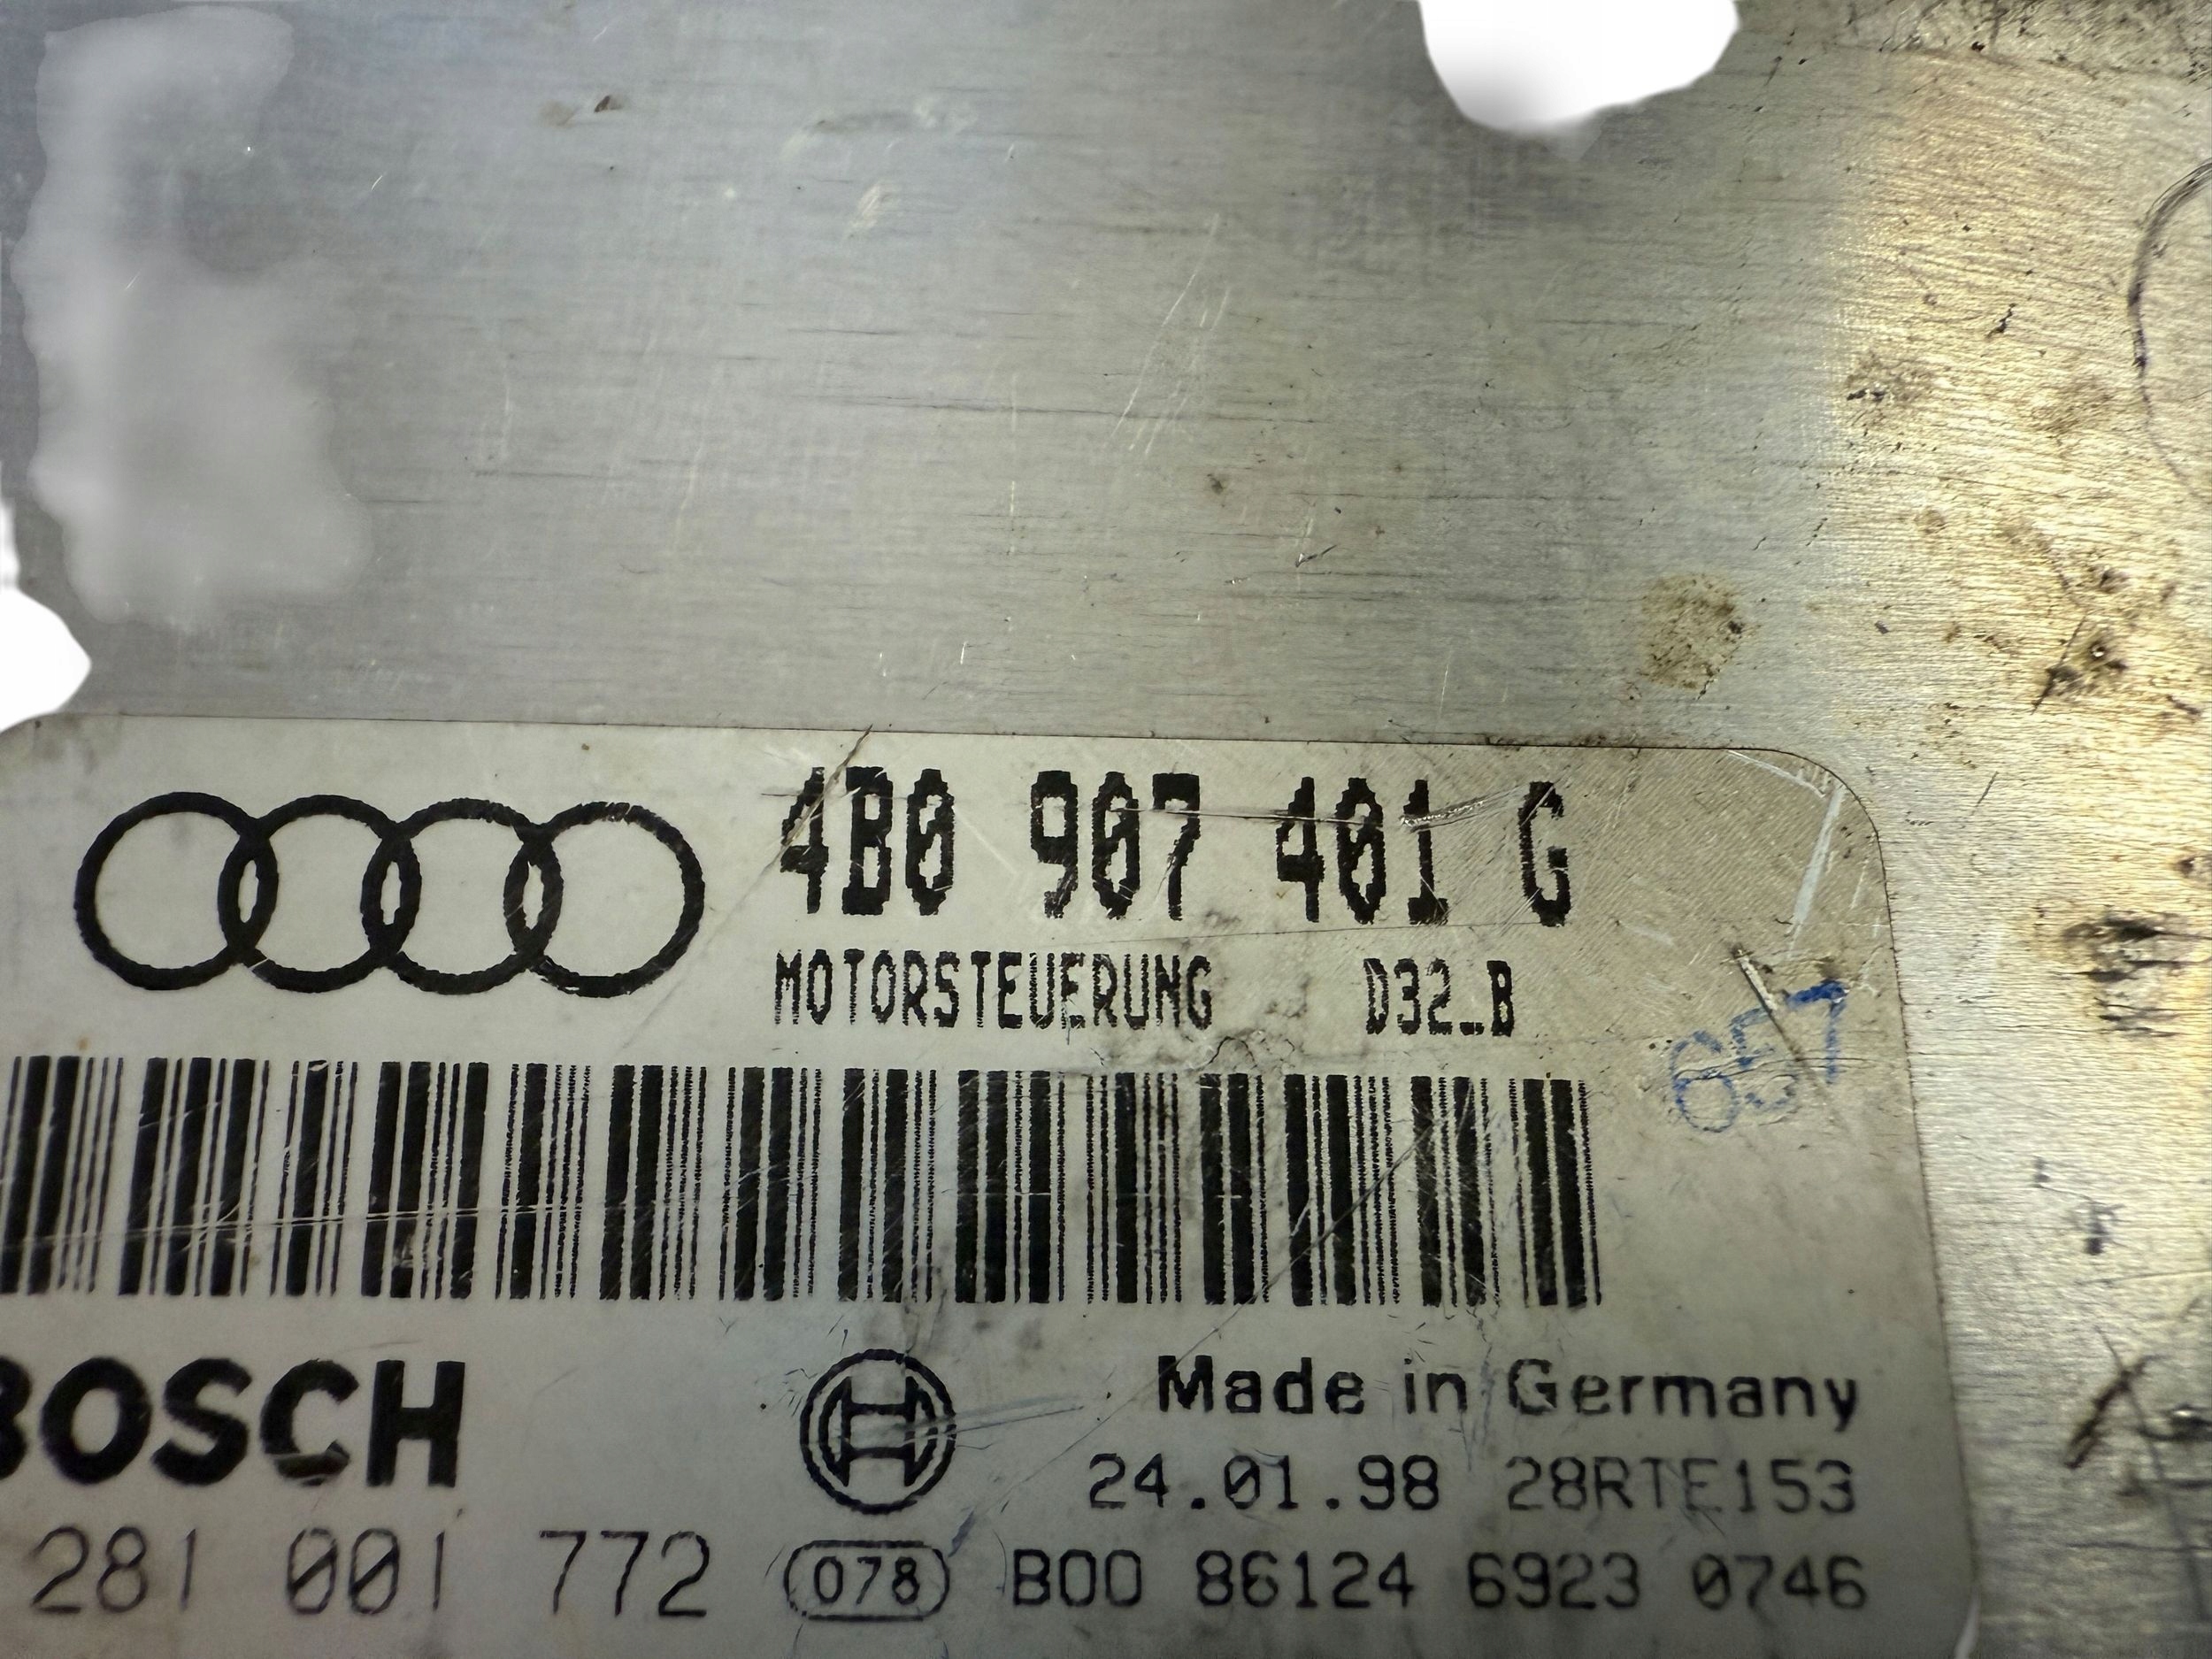 4B0 907 401 G
MOTORSTEUERUNG D32_B
657
BOSCH
Made in Germany
24.01.98 28RTE153
281 001 772 078 B00 86124 6923 0746